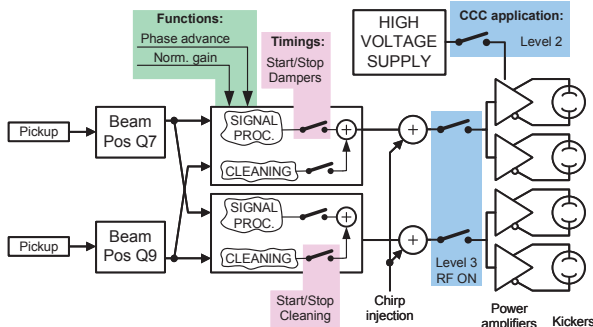 Functions:
Phase advance
Norm. gain
Timings:
Start/Stop
Dampers
HIGH
VOLTAGE
SUPPLY
CCC application:
Level 2
Pickup
Beam
Pos Q7
SIGNAL
PROC.
CLEANING
Pickup
Beam
Pos Q9
SIGNAL
PROC.
CLEANING
Start/Stop
Cleaning
Chirp
injection
Level 3
RF ON
Power
amplifiers
Kickers